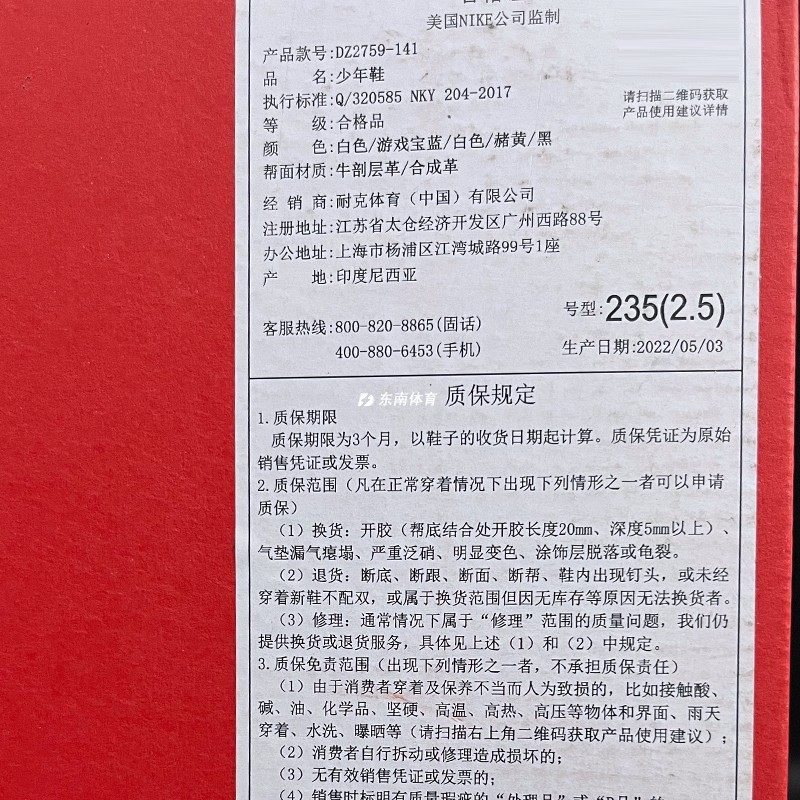 美国NIKE公司监制
产品款号:DZ2759-141
品 名:少年鞋
执行标准:Q/320585 NKY 204-2017
等 级:合格品
颜 色:白色/游戏宝蓝/白色/赭黄/黑
帮面材质:牛剖层革/合成革
请扫描二维码获取
产品使用建议详情
经 销 商:耐克体育（中国）有限公司
注册地址:江苏省太仓经济开发区广州西路88号
办公地址:上海市杨浦区江湾城路99号1座
产 地:印度尼西亚
号型:235(2.5)
客服热线:800-820-8865(固话)
400-880-6453(手机)
生产日期:2022/05/03
东南体育
质保规定
1.质保期限
质保期限为3个月，以鞋子的收货日期起计算。质保凭证为原始
销售凭证或发票。
2.质保范围（凡在正常穿着情况下出现下列情形之一者可以申请
质保）
（1）换货：开胶（帮底结合处开胶长度20mm、深度5mm以上）、
气垫漏气瘪塌、严重泛硝、明显变色、涂饰层脱落或龟裂。
（2）退货：断底、断跟、断面、断帮、鞋内出现钉头，或未经
穿着新鞋不配双，或属于换货范围但因无库存等原因无法换货者。
（3）修理：通常情况下属于“修理”范围的质量问题，我们仍
提供换货或退货服务，具体见上述（1）和（2）中规定。
3.质保免责范围（出现下列情形之一者，不承担质保责任）
（1）由于消费者穿着及保养不当而人为致损的，比如接触酸、
碱、油、化学品、坚硬、高温、高热、高压等物体和界面、雨天
穿着、水洗、曝晒等（请扫描右上角二维码获取产品使用建议）；
（2）消费者自行拆动或修理造成损坏的；
（3）无有效销售凭证或发票的；
（4）销售时标明有质量瑕疵的“处理品”或“B品”的